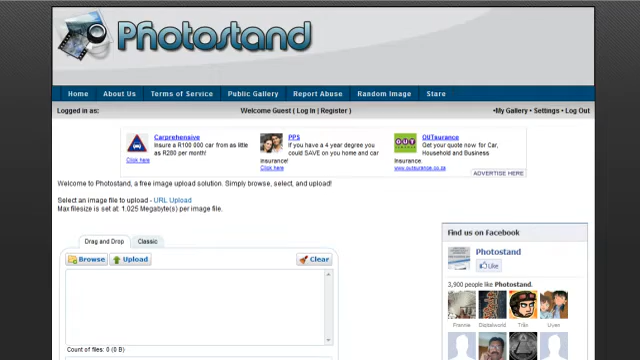 Photostand
Home About Us Terms of Service Public Gallery Report Abuse Random Image Stare
Logged in as: Welcome Guest ( Log In | Register ) •My Gallery • Settings • Log Out
Carprehensive
Insure a R100 000 car from as little as R280 per month!
Click here
PPS
If you have a 4 year degree you could SAVE on you home and car insurance!
Click here
OUT
OUTsurance
Get your quote now for Car, Household and Business Insurance.
www.outsurance.co.za
ADVERTISE HERE
Welcome to Photostand, a free image upload solution. Simply browse, select, and upload!
Select an image file to upload - URL Upload
Max filesize is set at: 1.025 Megabyte(s) per image file.
Drag and Drop Classic
Browse Upload Clear
Count of files: 0 (0 B)
Find us on Facebook
Photostand
Like
3,900 people like Photostand.
Francie Digitalworld Trân Uyen